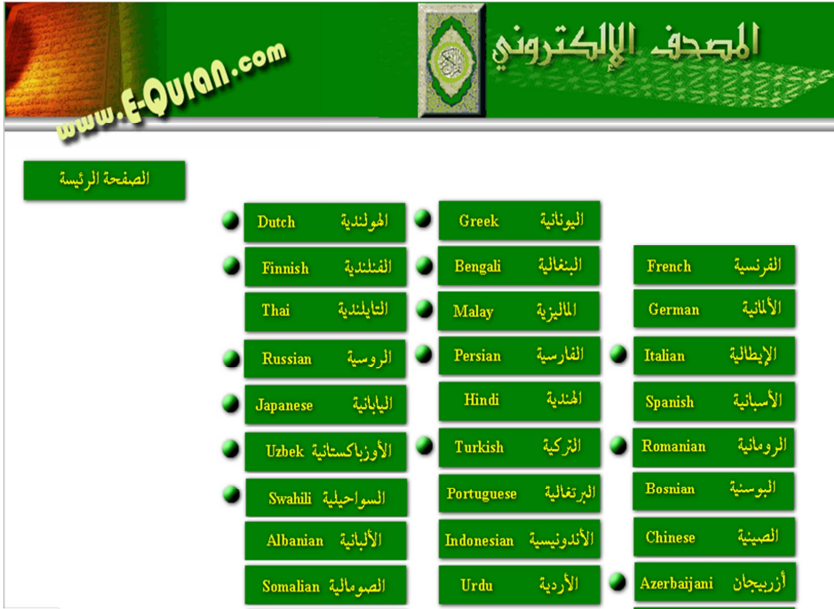 www.E-Quran.com
المصحف الإلكتروني
الصفحة الرئيسة
Dutch الهولندية
Greek اليونانية
Finnish الفنلندية
Bengali البنغالية
French الفرنسية
Thai التايلندية
Malay الماليزية
German الألمانية
Russian الروسية
Persian الفارسية
Italian الإيطالية
Japanese اليابانية
Hindi الهندية
Spanish الأسبانية
Uzbek الأوزباكستانية
Turkish التركية
Romanian الرومانية
Swahili السواحيلية
Portuguese البرتغالية
Bosnian البوسنية
Albanian الألبانية
Indonesian الأندونيسية
Chinese الصينية
Somalian الصومالية
Urdu الأردية
Azerbaijani أزربيجان